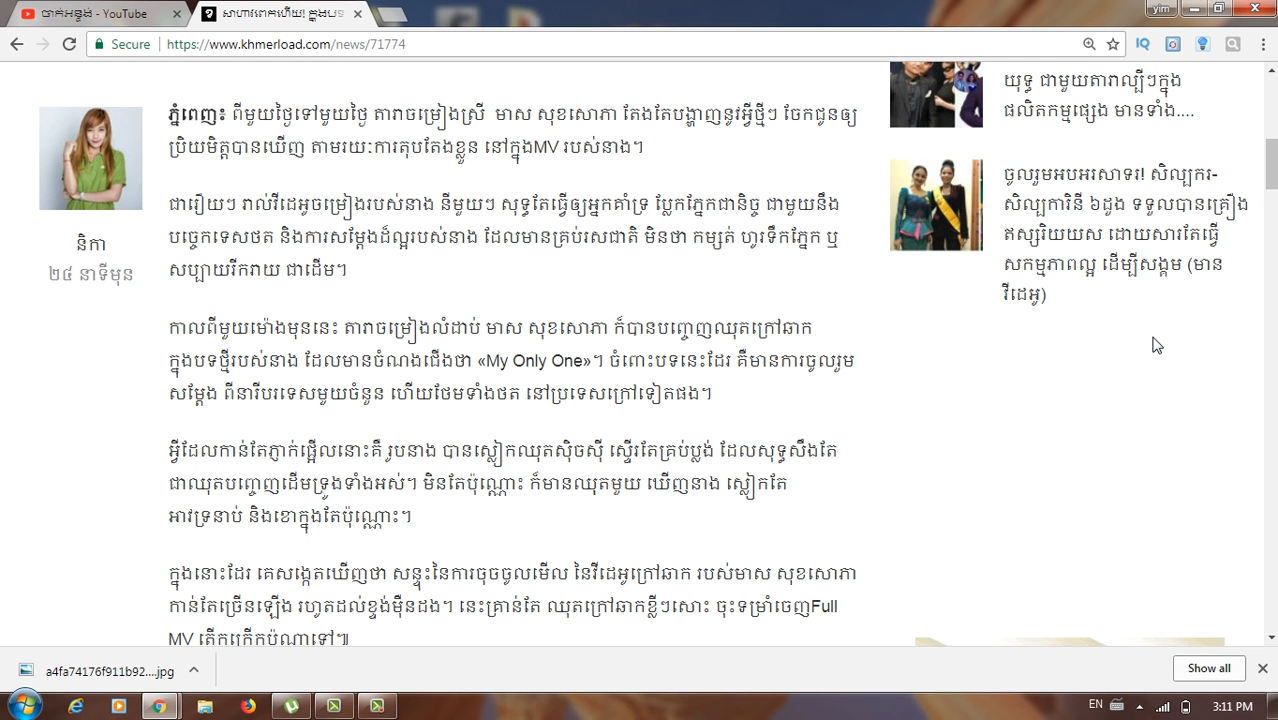 បាក់អន្ទង់ - YouTube
សាហាវពេកហើយ! ក្នុងបទ
yim
Secure
https://www.khmerload.com/news/71774
ភ្នំពេញ៖ ពីមួយថ្ងៃទៅមួយថ្ងៃ តារាចម្រៀងស្រី មាស សុខសោភា តែងតែបង្ហាញនូវអ្វីថ្មីៗ ចែកជូនឲ្យ
ប្រិយមិត្តបានឃើញ តាមរយៈការតុបតែងខ្លួន នៅក្នុងMV របស់នាង។
ជារឿយៗ រាល់វីដេអូចម្រៀងរបស់នាង នីមួយៗ សុទ្ធតែធ្វើឲ្យអ្នកគាំទ្រ ប្លែកភ្នែកជានិច្ច ជាមួយនឹង
បច្ចេកទេសថត និងការសម្ដែងដ៏ល្អរបស់នាង ដែលមានគ្រប់រសជាតិ មិនថា កម្សត់ ហូរទឹកភ្នែក ឬ
សប្បាយរីករាយ ជាដើម។
និកា
២៤ នាទីមុន
កាលពីមួយម៉ោងមុននេះ តារាចម្រៀងលំដាប់ មាស សុខសោភា ក៏បានបញ្ចេញឈុតក្រៅឆាក
ក្នុងបទថ្មីរបស់នាង ដែលមានចំណងជើងថា «My Only One»។ ចំពោះបទនេះដែរ គឺមានការចូលរួម
សម្ដែង ពីនារីបរទេសមួយចំនួន ហើយថែមទាំងថត នៅប្រទេសក្រៅទៀតផង។
អ្វីដែលកាន់តែភ្ញាក់ផ្អើលនោះគឺ រូបនាង បានស្លៀកឈុតស៊ិចស៊ី ស្ទើរតែគ្រប់ប្លង់ ដែលសុទ្ធសឹងតែ
ជាឈុតបញ្ចេញដើមទ្រូងទាំងអស់។ មិនតែប៉ុណ្ណោះ ក៏មានឈុតមួយ ឃើញនាង ស្លៀកតែ
អាវទ្រនាប់ និងខោក្នុងតែប៉ុណ្ណោះ។
ក្នុងនោះដែរ គេសង្កេតឃើញថា សន្ទុះនៃការចុចចូលមើល នៃវីដេអូក្រៅឆាក របស់មាស សុខសោភា
កាន់តែច្រើនឡើង រហូតដល់ខ្ទង់ម៉ឺនដង។ នេះគ្រាន់តែ ឈុតក្រៅឆាកខ្លីៗសោះ ចុះទម្រាំចេញFull
MV តើកក្រើកប៉ុណាទៅ៕
យុទ្ធ ជាមួយតារាល្បីៗក្នុង
ផលិតកម្មផ្សេង មានទាំង....
ចូលរួមអបអរសាទរ! សិល្បករ-
សិល្បការិនី ៦ដួង ទទួលបានគ្រឿង
ឥស្សរិយយស ដោយសារតែធ្វើ
សកម្មភាពល្អ ដើម្បីសង្គម (មាន
វីដេអូ)
a4fa74176f911b92....jpg
Show all
EN
3:11 PM